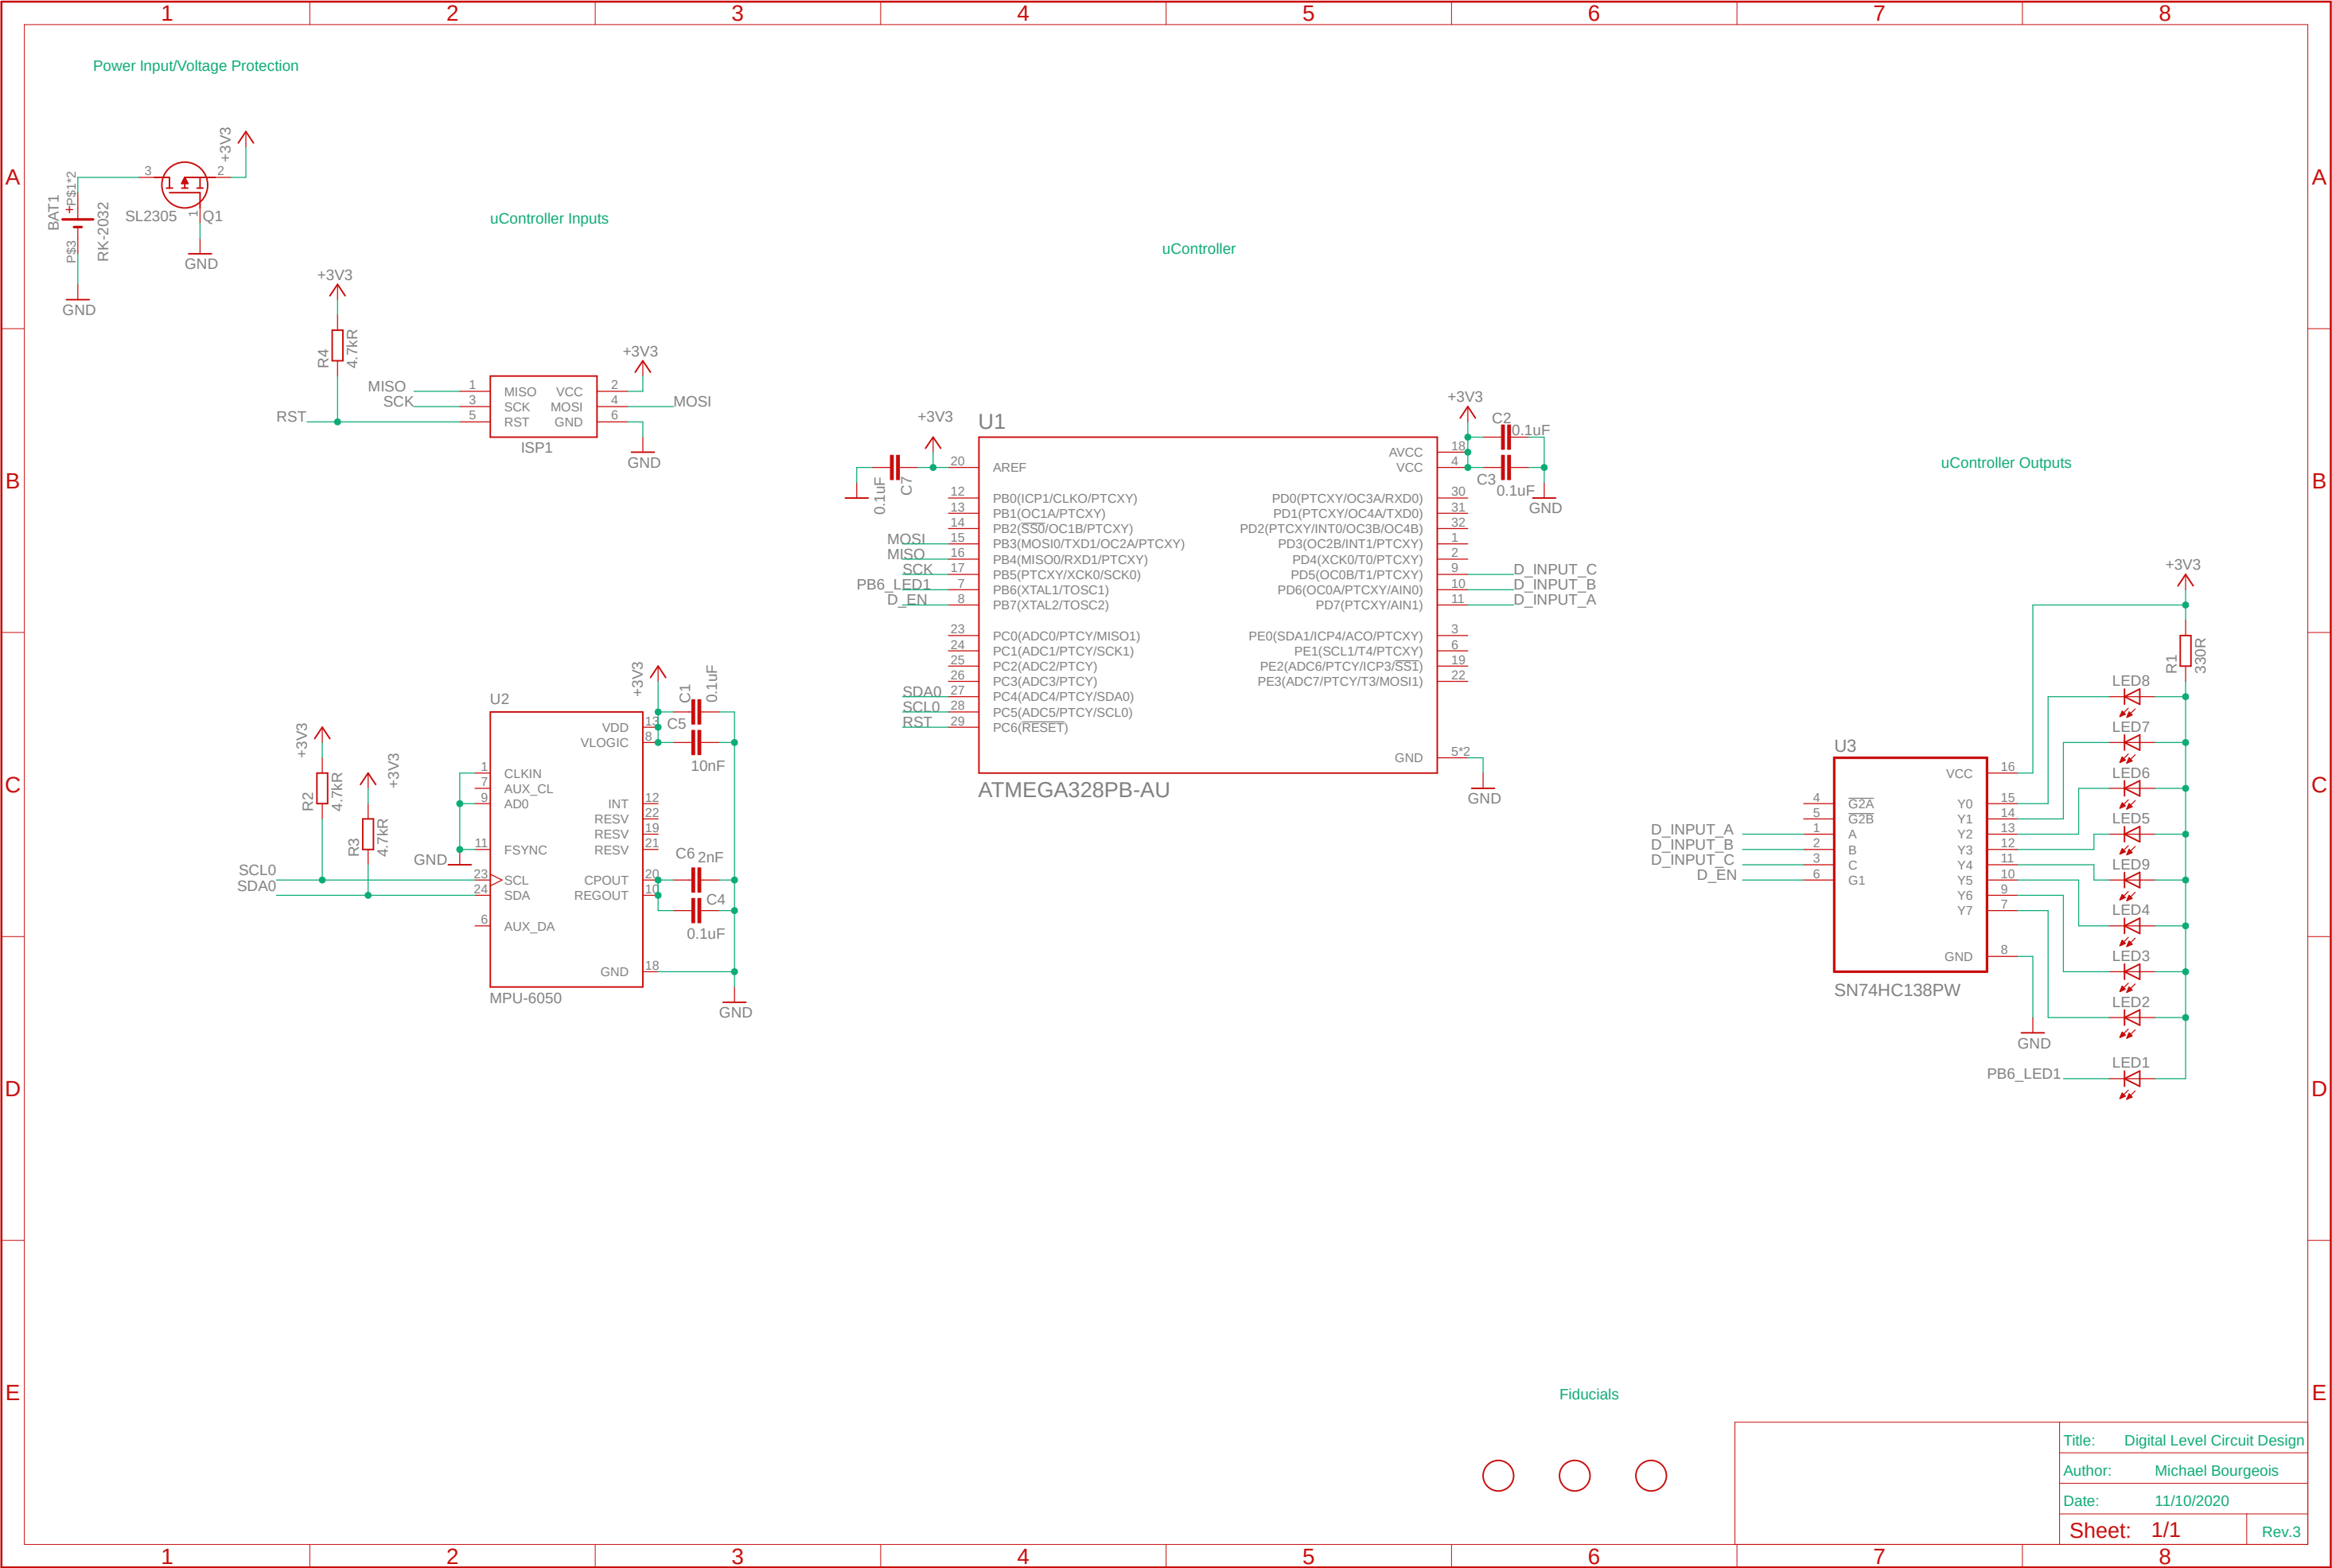 1 2 3 4 5 6 7 8
A A
B B
C C
D D
E E
1 2 3 4 5 6 7 8
Power Input/Voltage Protection
+3V3
3
2
1
SL2305
Q1
GND
BAT1
+
P$1*2
P$3
RK-2032
GND
uController Inputs
+3V3
R4
4.7kR
RST
MISO
SCK
1 MISO VCC 2
3 SCK MOSI 4
5 RST GND 6
ISP1
+3V3
MOSI
GND
+3V3
R2
4.7kR
+3V3
R3
4.7kR
SCL0
SDA0
GND
U2
VDD 13
VLOGIC 8
1 CLKIN
7 AUX_CL
9 AD0
INT 12
RESV 22
RESV 19
11 FSYNC
RESV 21
23 SCL
CPOUT 20
24 SDA
REGOUT 10
6 AUX_DA
GND 18
MPU-6050
+3V3
C1
0.1uF
C5
10nF
C6 2nF
C4
0.1uF
GND
uController
+3V3
0.1uF
C7
U1
20 AREF
12 PB0(ICP1/CLKO/PTCXY)
13 PB1(OC1A/PTCXY)
14 PB2(SS0/OC1B/PTCXY)
MOSI 15 PB3(MOSI0/TXD1/OC2A/PTCXY)
MISO 16 PB4(MISO0/RXD1/PTCXY)
SCK 17 PB5(PTCXY/XCK0/SCK0)
PB6_LED1 7 PB6(XTAL1/TOSC1)
D_EN 8 PB7(XTAL2/TOSC2)
23 PC0(ADC0/PTCY/MISO1)
24 PC1(ADC1/PTCY/SCK1)
25 PC2(ADC2/PTCY)
26 PC3(ADC3/PTCY)
SDA0 27 PC4(ADC4/PTCY/SDA0)
SCL0 28 PC5(ADC5/PTCY/SCL0)
RST 29 PC6(RESET)
AVCC 18
VCC 4
PD0(PTCXY/OC3A/RXD0) 30
PD1(PTCXY/OC4A/TXD0) 31
PD2(PTCXY/INT0/OC3B/OC4B) 32
PD3(OC2B/INT1/PTCXY) 1
PD4(XCK0/T0/PTCXY) 2
PD5(OC0B/T1/PTCXY) 9 D_INPUT_C
PD6(OC0A/PTCXY/AIN0) 10 D_INPUT_B
PD7(PTCXY/AIN1) 11 D_INPUT_A
PE0(SDA1/ICP4/ACO/PTCXY) 3
PE1(SCL1/T4/PTCXY) 6
PE2(ADC6/PTCY/ICP3/SS1) 19
PE3(ADC7/PTCY/T3/MOSI1) 22
GND 5*2
GND
ATMEGA328PB-AU
+3V3
C2
0.1uF
C3
0.1uF
GND
uController Outputs
+3V3
R1
330R
U3
VCC 16
4 G2A
Y0 15
5 G2B
Y1 14
D_INPUT_A 1 A
Y2 13
D_INPUT_B 2 B
Y3 12
D_INPUT_C 3 C
Y4 11
D_EN 6 G1
Y5 10
Y6 9
Y7 7
GND 8
SN74HC138PW
GND
LED8
LED7
LED6
LED5
LED9
LED4
LED3
LED2
LED1
PB6_LED1
Fiducials
Title: Digital Level Circuit Design
Author: Michael Bourgeois
Date: 11/10/2020
Sheet: 1/1 Rev.3